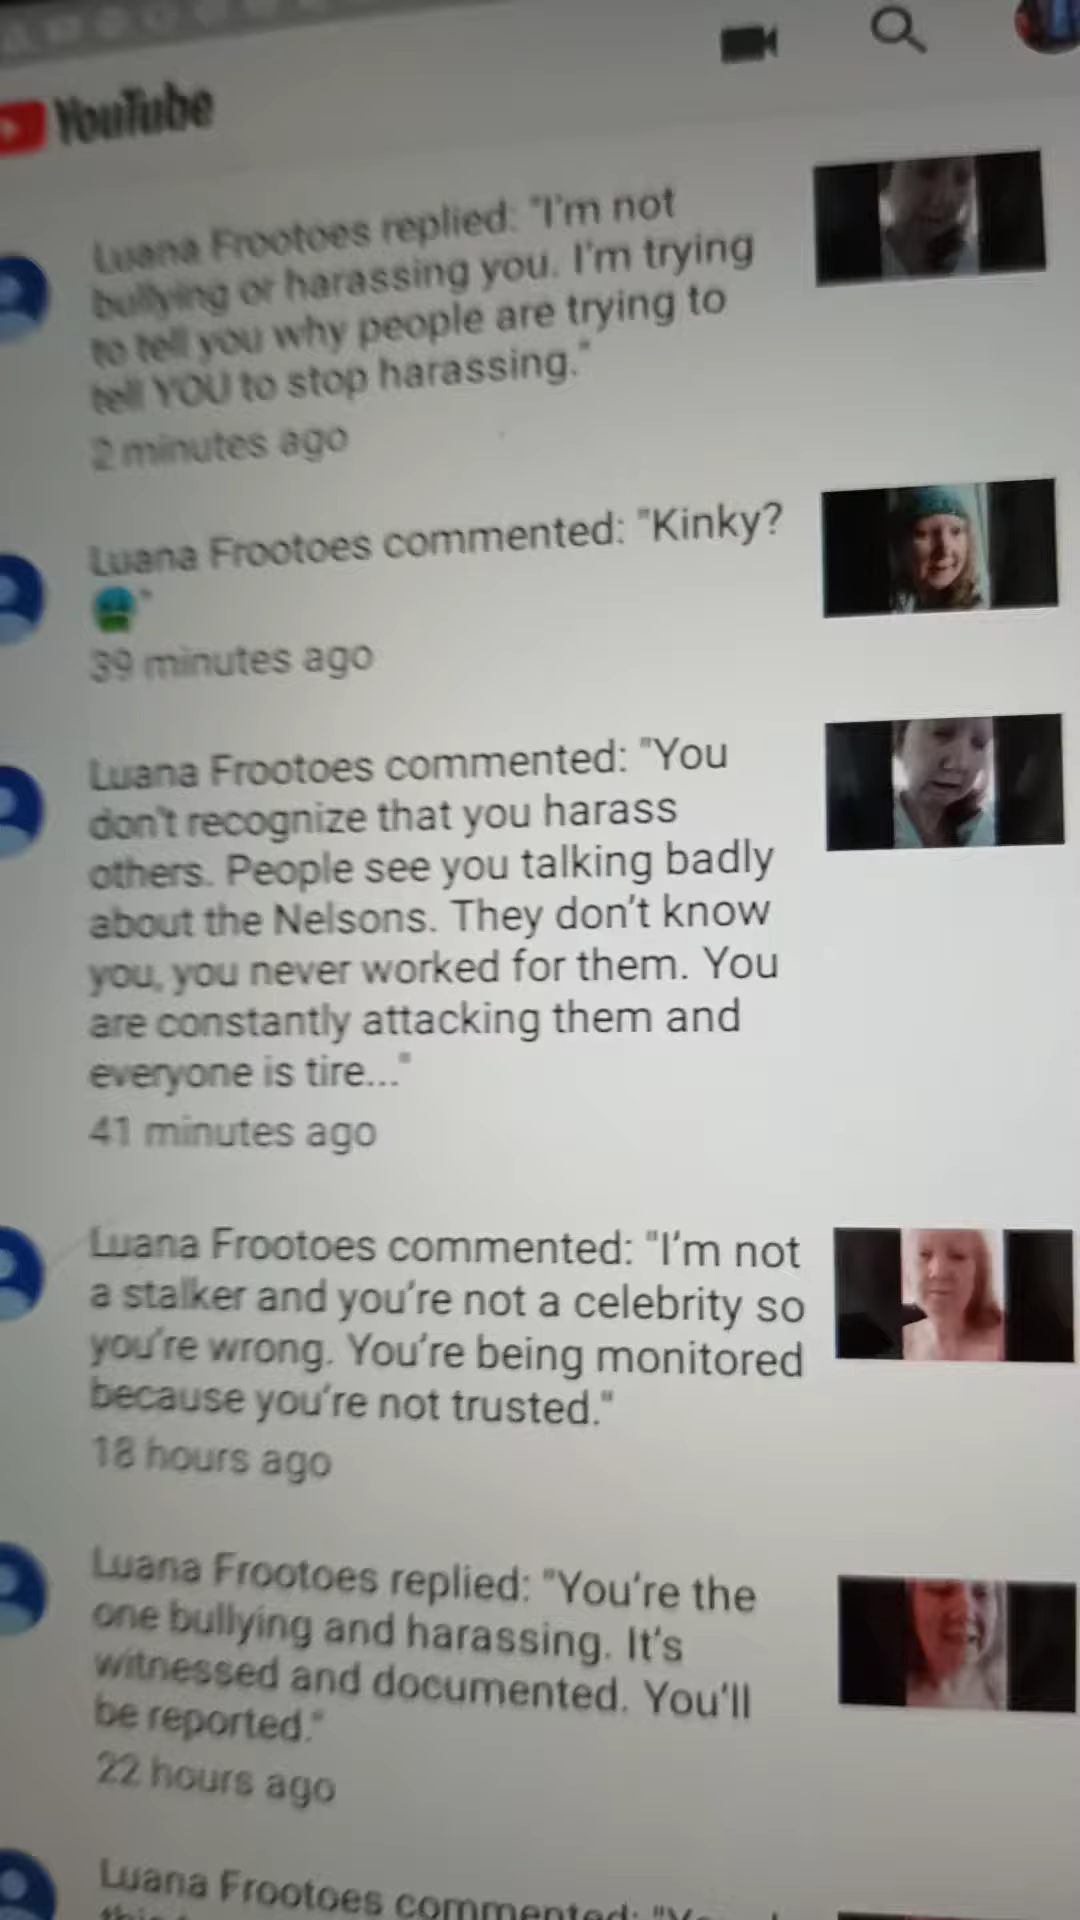 YouTube
Luana Frootoes replied: "I'm not
bullying or harassing you. I'm trying
to tell you why people are trying to
tell YOU to stop harassing."
2 minutes ago
Luana Frootoes commented: "Kinky?
"
39 minutes ago
Luana Frootoes commented: "You
don't recognize that you harass
others. People see you talking badly
about the Nelsons. They don't know
you, you never worked for them. You
are constantly attacking them and
everyone is tire..."
41 minutes ago
Luana Frootoes commented: "I'm not
a stalker and you're not a celebrity so
you're wrong. You're being monitored
because you're not trusted."
18 hours ago
Luana Frootoes replied: "You're the
one bullying and harassing. It's
witnessed and documented. You'll
be reported."
22 hours ago
Luana Frootoes commented: